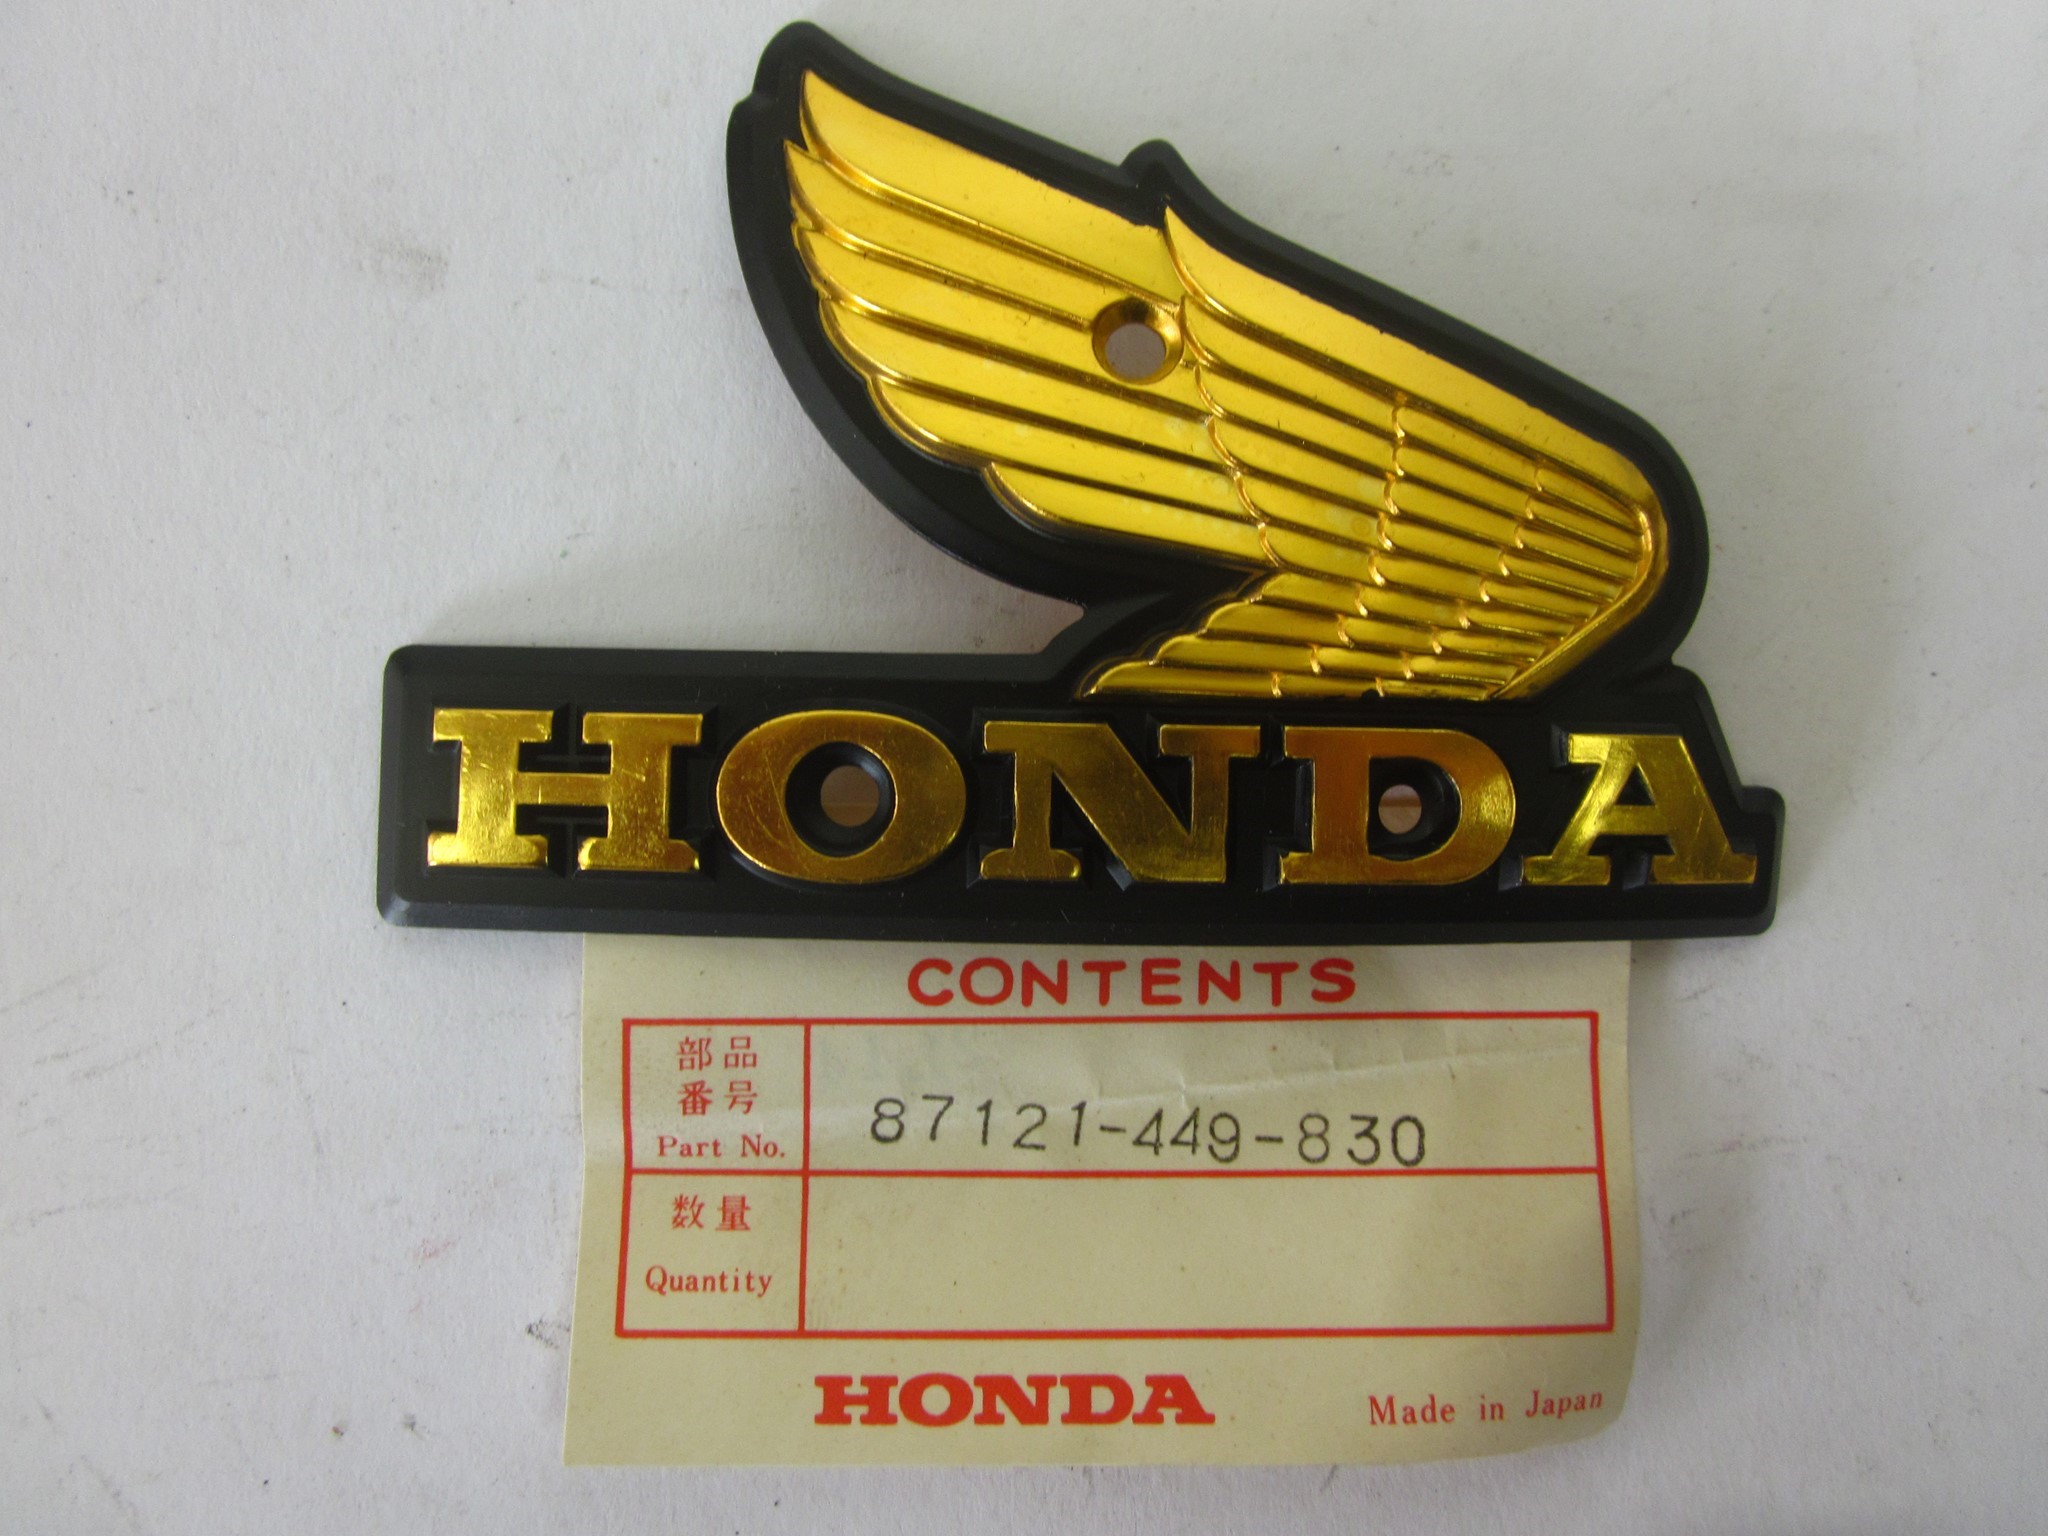 HONDA
CONTENTS
部品
番号
Part No.
87121-449-830
数量
Quantity
HONDA
Made in Japan